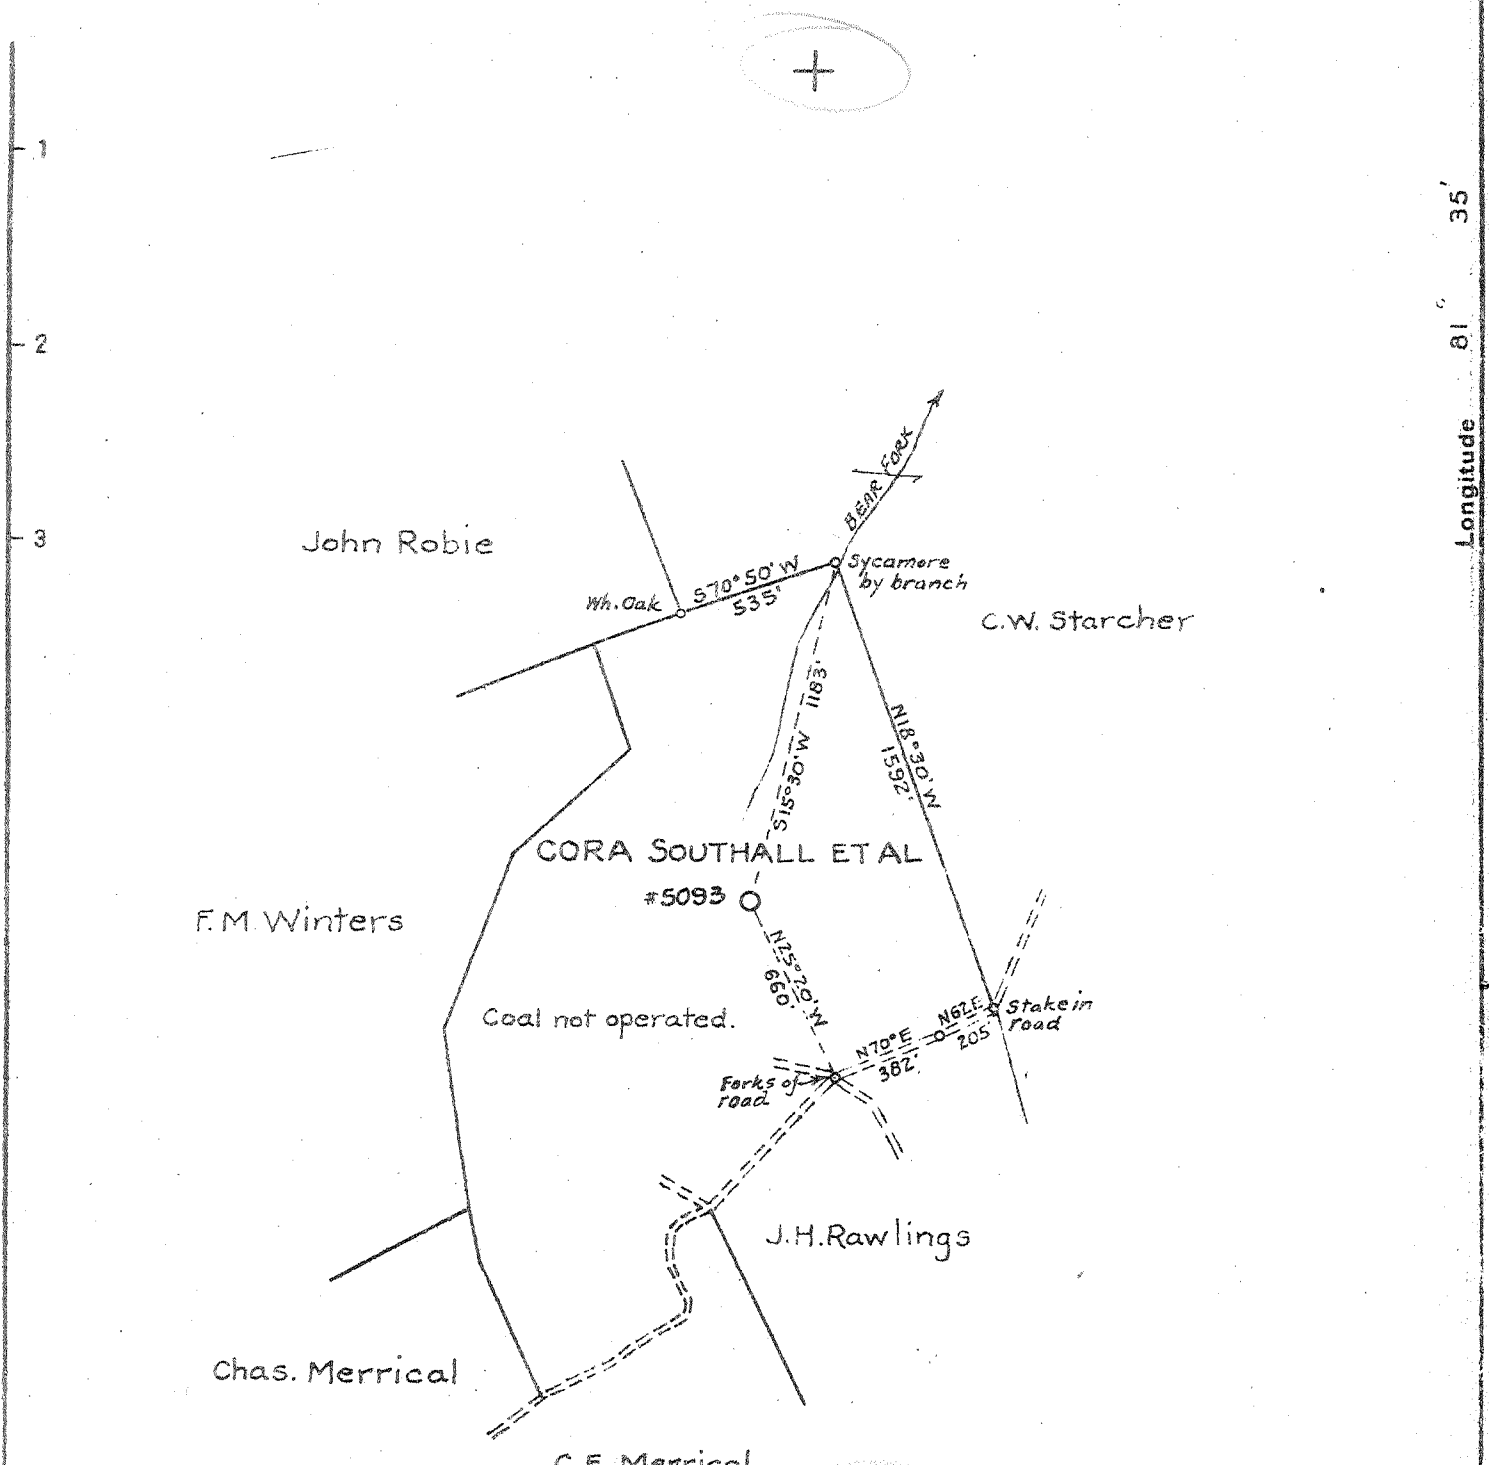 1
35'
2
81°
Longitude
3
BEAR FORK
John Robie
S70°50'W
535'
Wh. Oak
Sycamore
by branch
C.W. Starcher
S15°30'W 1183'
N18°30'W
1592'
CORA SOUTHALL ET AL
#5093
F.M. Winters
N25°20'W
660'
Coal not operated.
N62E
205
Stake in
road
N70°E
382'
Forks of
road
J.H. Rawlings
Chas. Merrical
C.E. Merrical